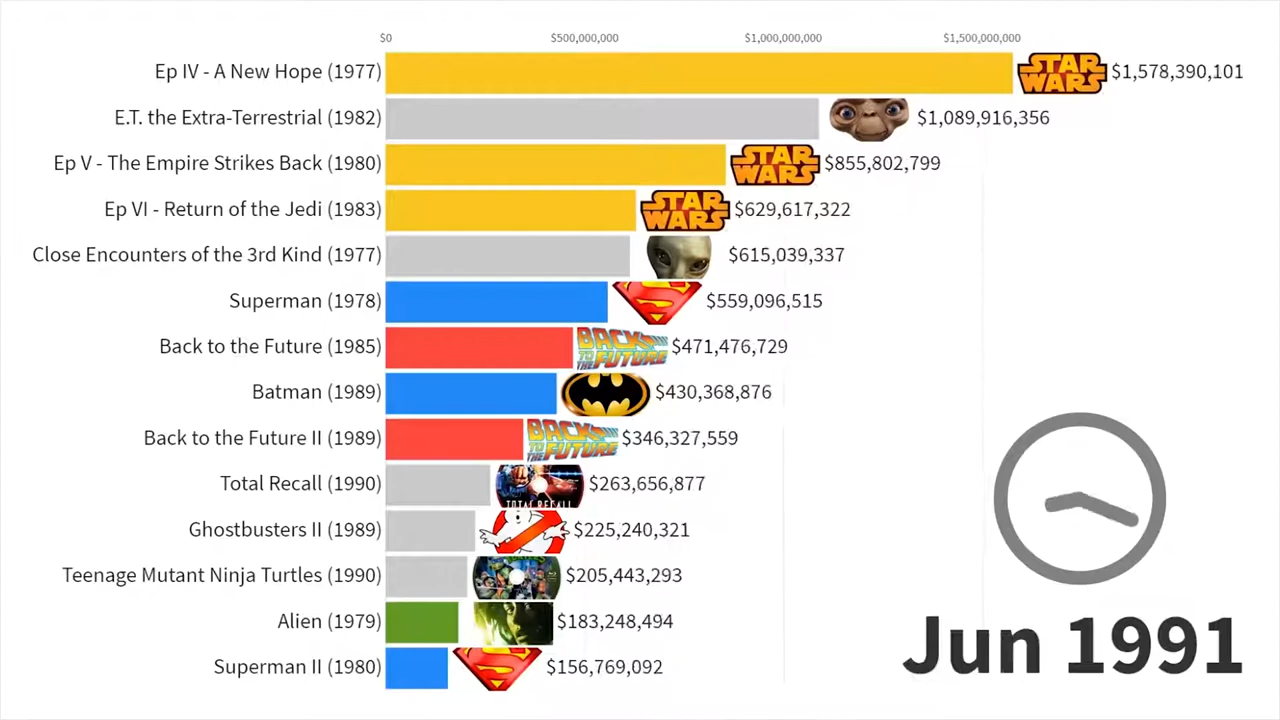 $0 $500,000,000 $1,000,000,000 $1,500,000,000
Ep IV - A New Hope (1977) STAR WARS $1,578,390,101
E.T. the Extra-Terrestrial (1982) $1,089,916,356
Ep V - The Empire Strikes Back (1980) STAR WARS $855,802,799
Ep VI - Return of the Jedi (1983) STAR WARS $629,617,322
Close Encounters of the 3rd Kind (1977) $615,039,337
Superman (1978) $559,096,515
Back to the Future (1985) BACK TO THE FUTURE $471,476,729
Batman (1989) $430,368,876
Back to the Future II (1989) BACK TO THE FUTURE $346,327,559
Total Recall (1990) TOTAL RECALL $263,656,877
Ghostbusters II (1989) $225,240,321
Teenage Mutant Ninja Turtles (1990) $205,443,293
Alien (1979) $183,248,494
Superman II (1980) $156,769,092
Jun 1991